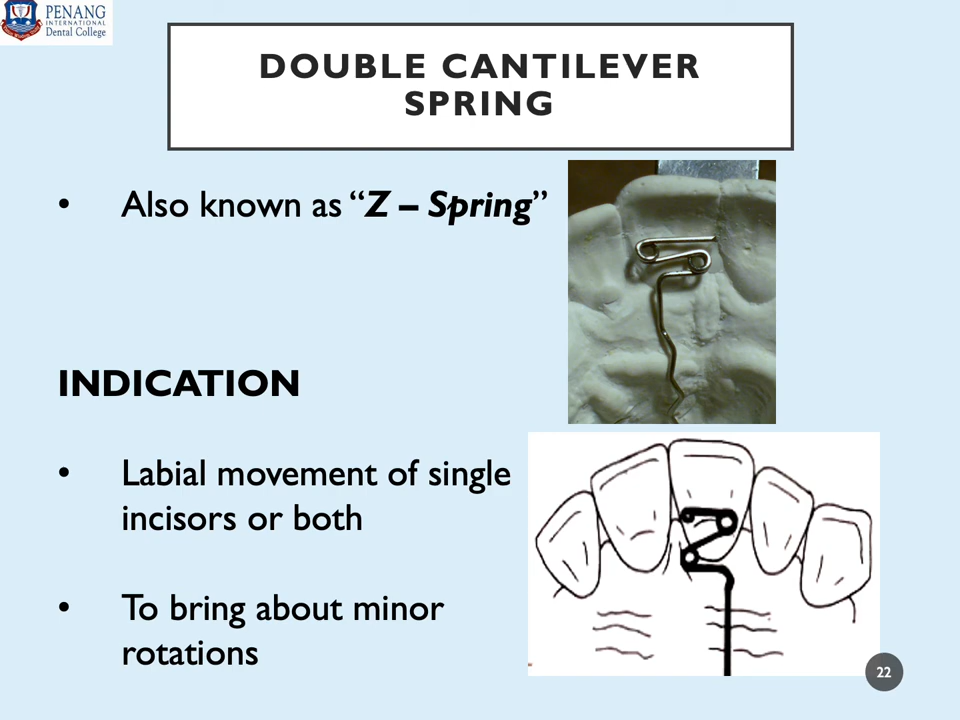 PENANG
INTERNATIONAL
Dental College
DOUBLE CANTILEVER
SPRING
• Also known as “Z – Spring”
INDICATION
• Labial movement of single
incisors or both
• To bring about minor
rotations
22